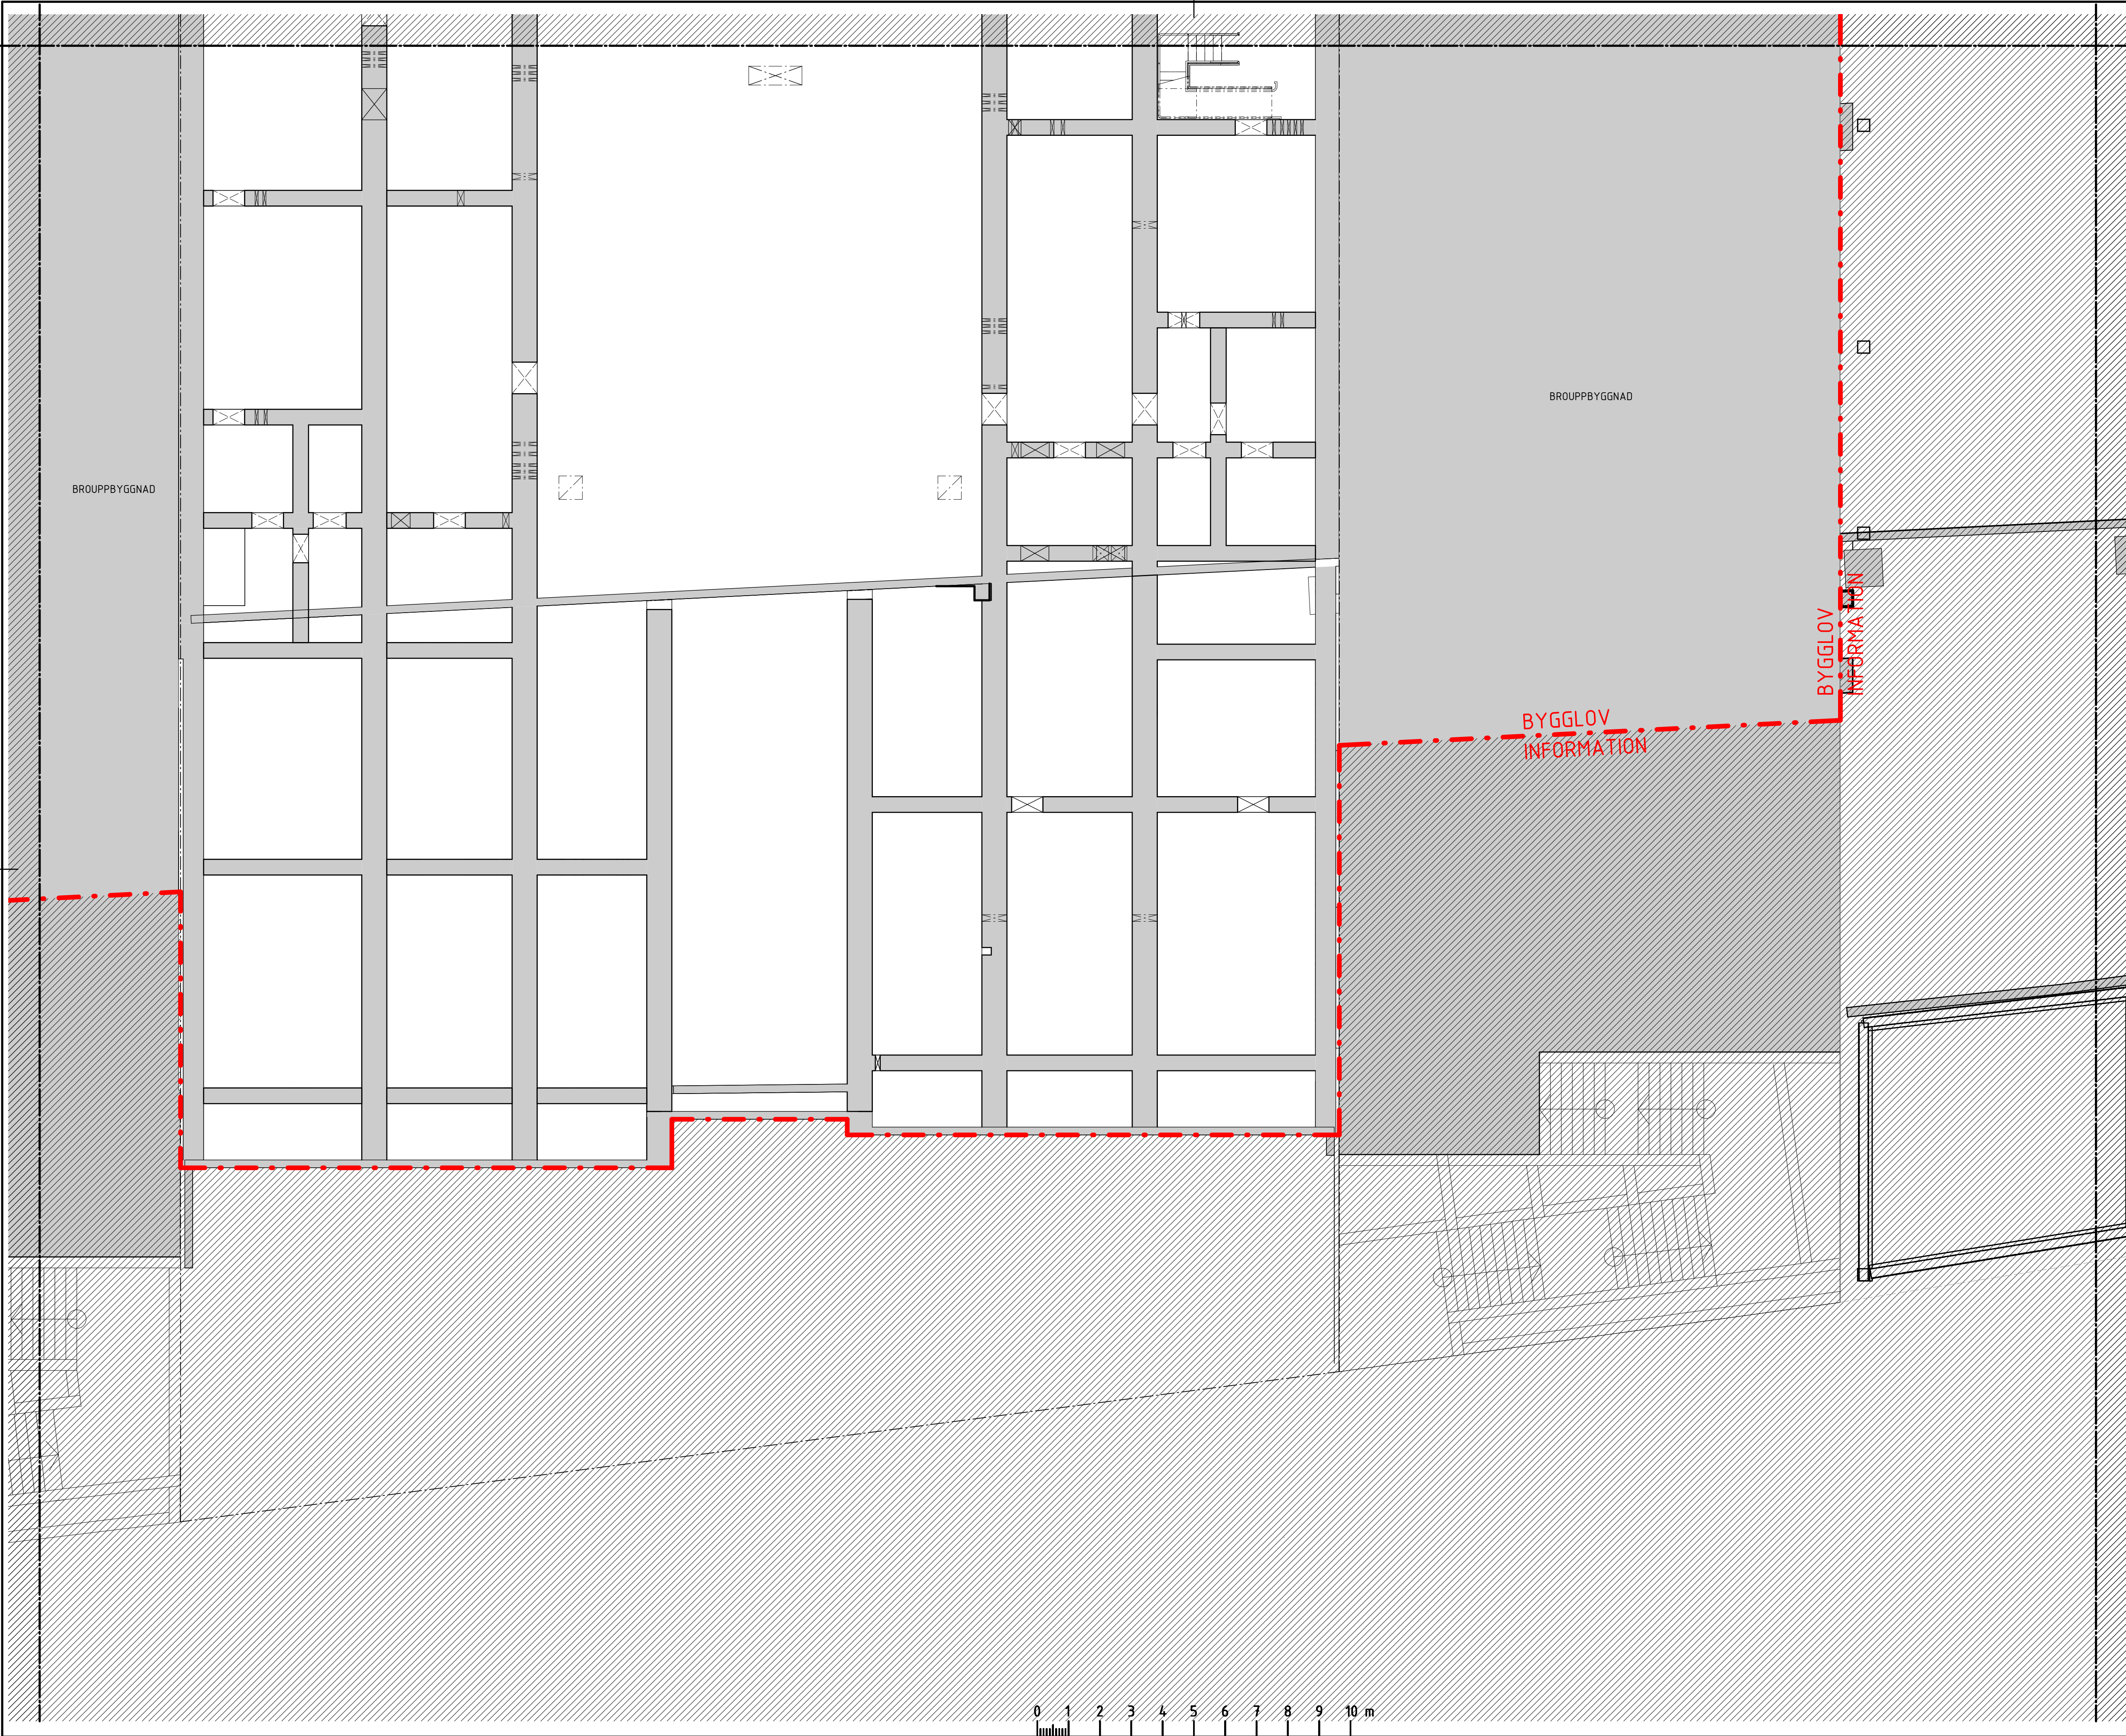 BROUPPBYGGNAD
BROUPPBYGGNAD
BYGGLOV
INFORMATION
BYGGLOV
INFORMATION
0 1 2 3 4 5 6 7 8 9 10 m